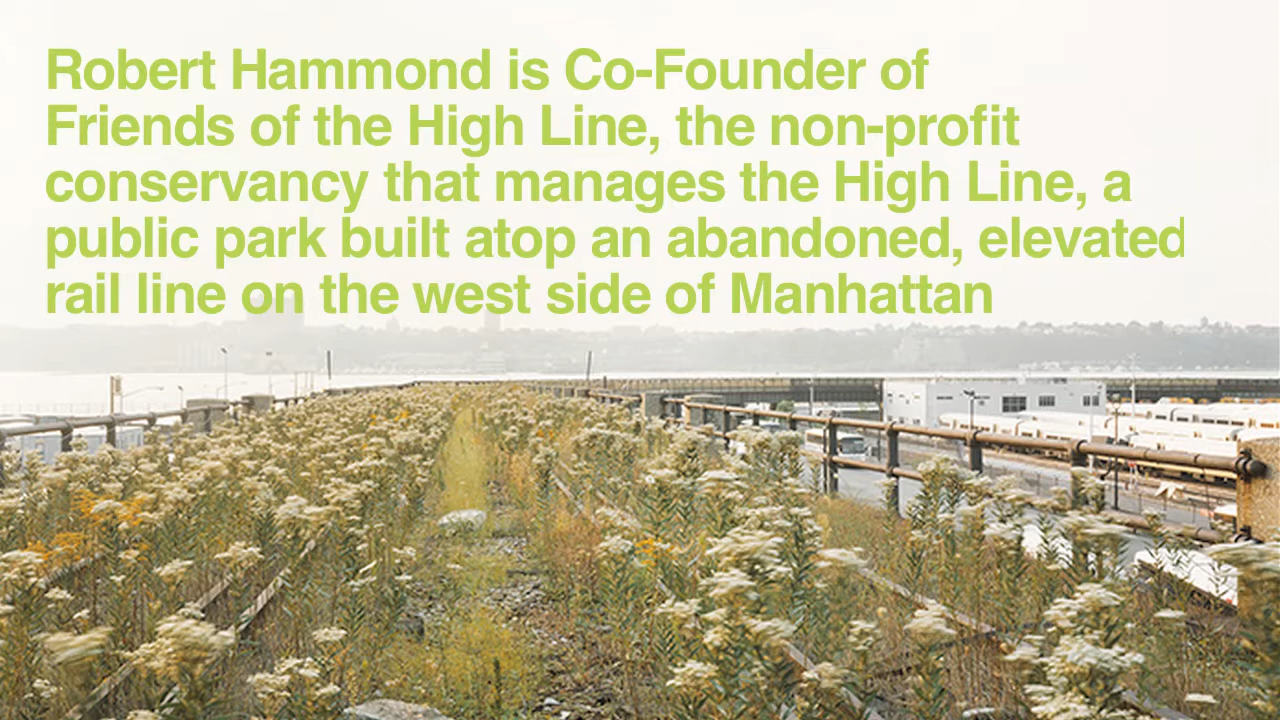 Robert Hammond is Co-Founder of
Friends of the High Line, the non-profit
conservancy that manages the High Line, a
public park built atop an abandoned, elevated
rail line on the west side of Manhattan